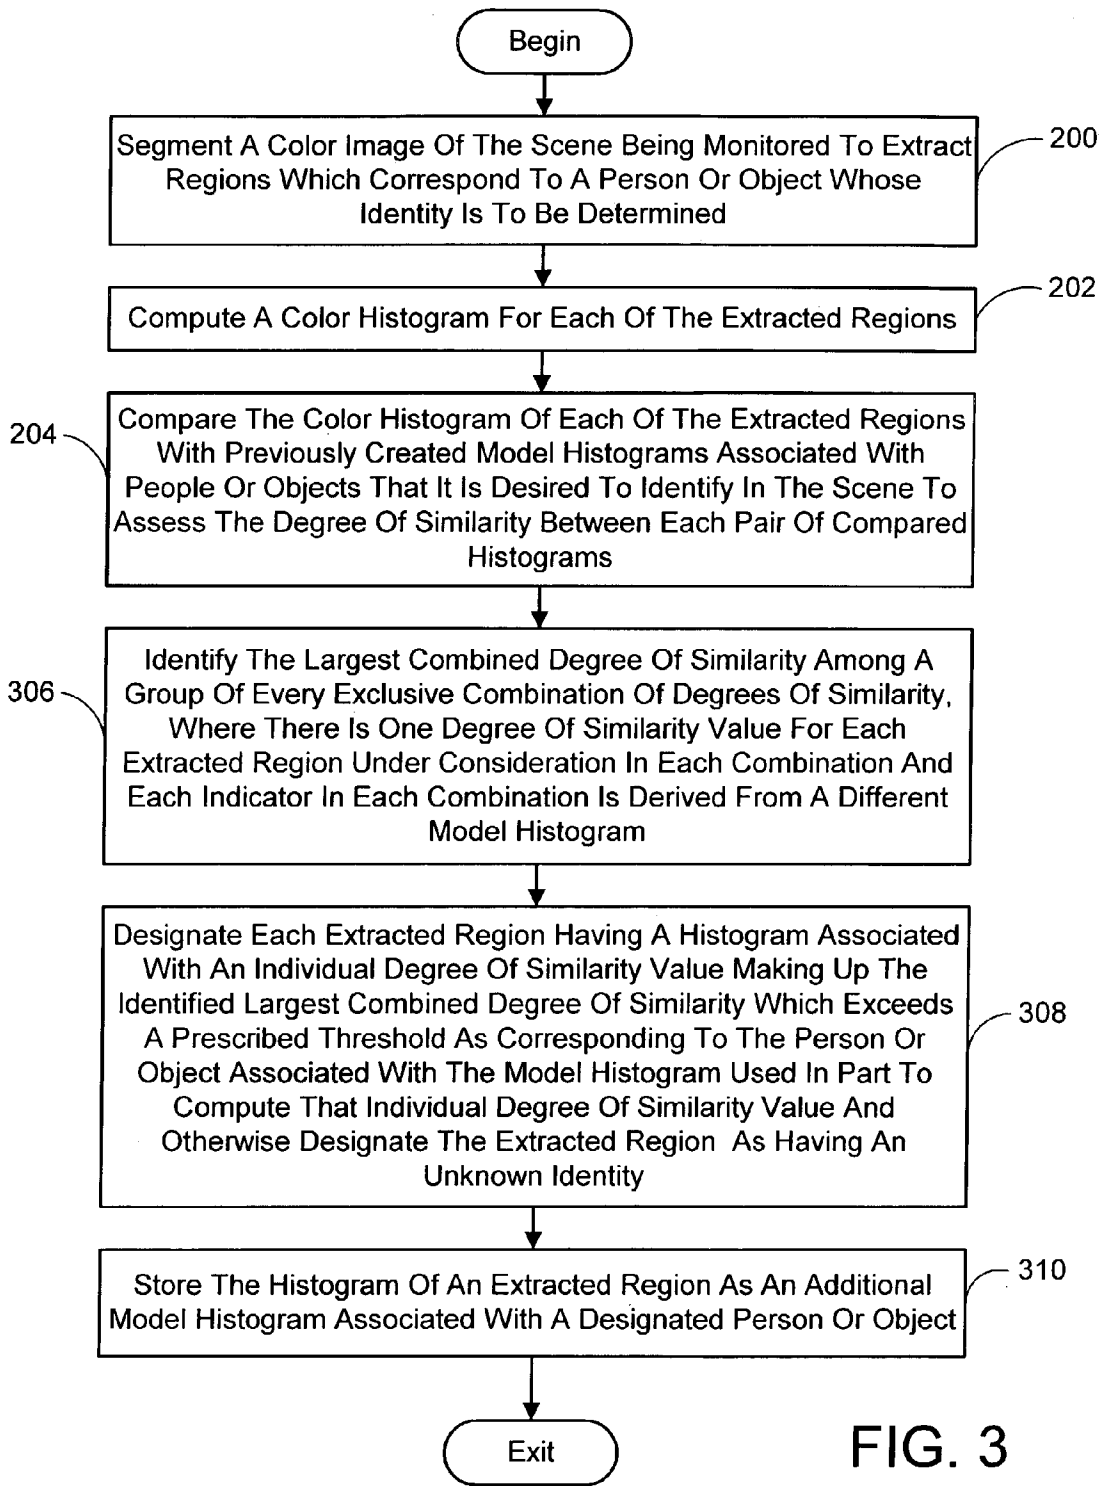 Begin
Segment A Color Image Of The Scene Being Monitored To Extract
Regions Which Correspond To A Person Or Object Whose
Identity Is To Be Determined
200
Compute A Color Histogram For Each Of The Extracted Regions
202
Compare The Color Histogram Of Each Of The Extracted Regions
With Previously Created Model Histograms Associated With
People Or Objects That It Is Desired To Identify In The Scene To
Assess The Degree Of Similarity Between Each Pair Of Compared
Histograms
204
Identify The Largest Combined Degree Of Similarity Among A
Group Of Every Exclusive Combination Of Degrees Of Similarity,
Where There Is One Degree Of Similarity Value For Each
Extracted Region Under Consideration In Each Combination And
Each Indicator In Each Combination Is Derived From A Different
Model Histogram
306
Designate Each Extracted Region Having A Histogram Associated
With An Individual Degree Of Similarity Value Making Up The
Identified Largest Combined Degree Of Similarity Which Exceeds
A Prescribed Threshold As Corresponding To The Person Or
Object Associated With The Model Histogram Used In Part To
Compute That Individual Degree Of Similarity Value And
Otherwise Designate The Extracted Region As Having An
Unknown Identity
308
Store The Histogram Of An Extracted Region As An Additional
Model Histogram Associated With A Designated Person Or Object
310
Exit
FIG. 3